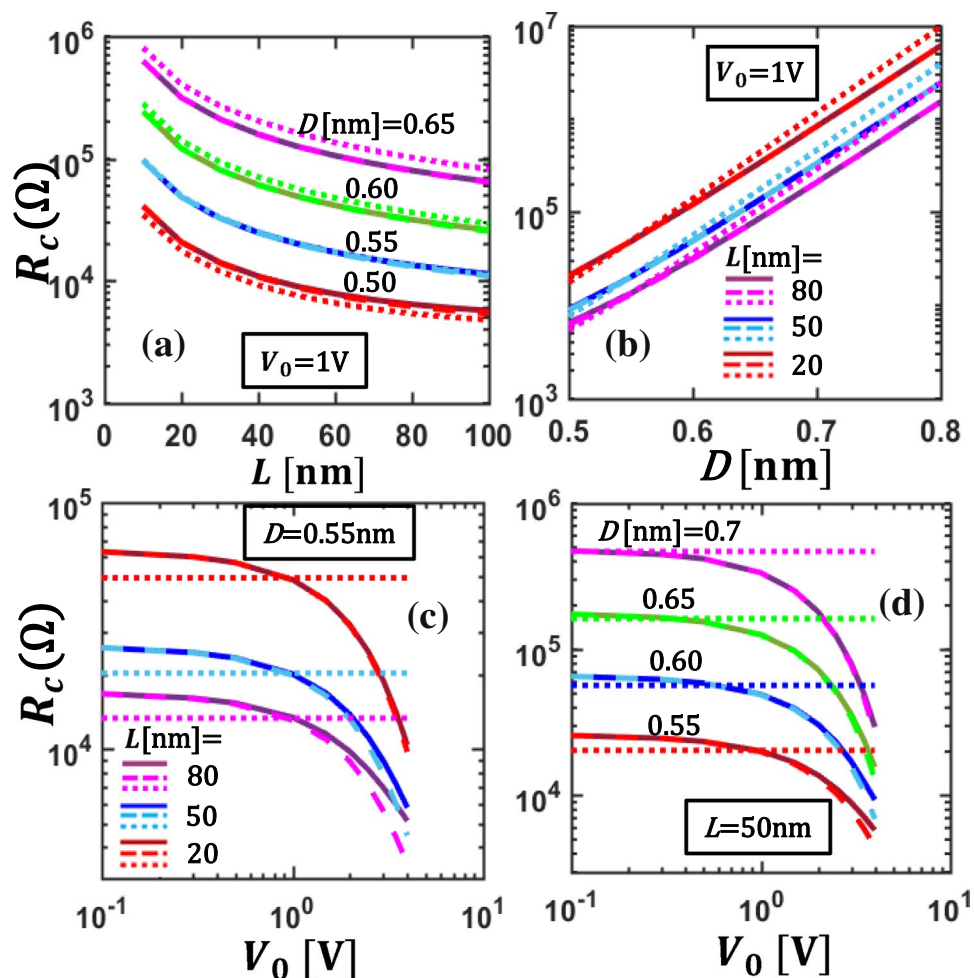 R_c(Ω)
10^6
10^5
10^4
10^3
D[nm]=0.65
0.60
0.55
0.50
(a)
V_0=1V
0 20 40 60 80 100
L [nm]
10^7
10^5
10^3
V_0=1V
L[nm]=
80
50
20
(b)
0.5 0.6 0.7 0.8
D [nm]
R_c(Ω)
10^5
10^4
D=0.55nm
(c)
L[nm]=
80
50
20
10^-1 10^0 10^1
V_0 [V]
10^6
10^5
10^4
D[nm]=0.7
0.65
0.60
0.55
(d)
L=50nm
10^-1 10^0 10^1
V_0 [V]